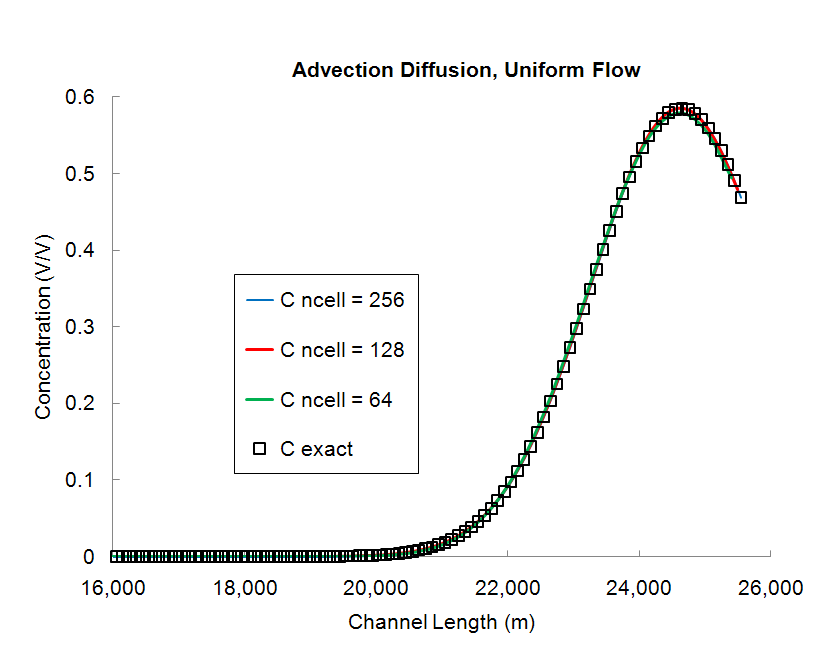 Advection Diffusion, Uniform Flow
0.6
0.5
0.4
0.3
0.2
0.1
0
Concentration (V/V)
C ncell = 256
C ncell = 128
C ncell = 64
C exact
16,000 18,000 20,000 22,000 24,000 26,000
Channel Length (m)